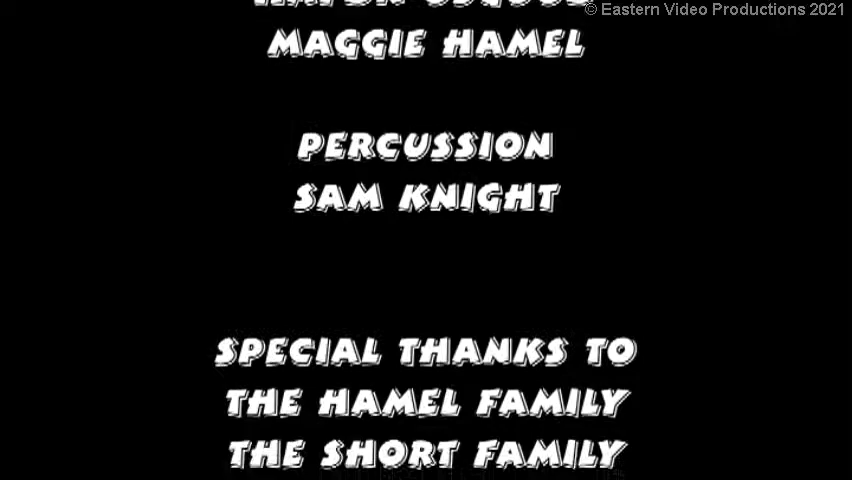 © Eastern Video Productions 2021
MAGGIE HAMEL
PERCUSSION
SAM KNIGHT
SPECIAL THANKS TO
THE HAMEL FAMILY
THE SHORT FAMILY